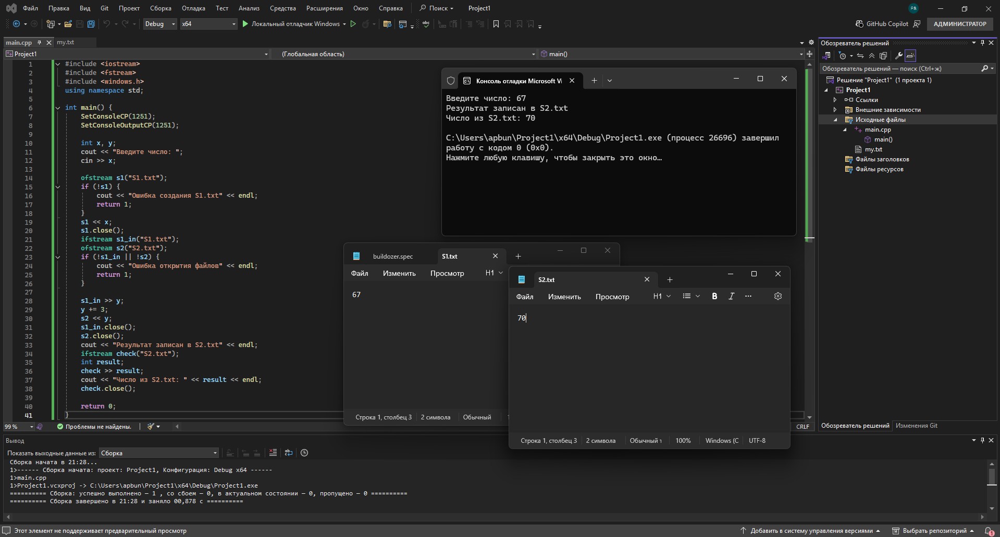 Файл Правка Вид Git Проект Сборка Отладка Тест Анализ Средства Расширения Окно Справка Поиск Project1 РВ
Debug x64 Локальный отладчик Windows GitHub Copilot АДМИНИСТРАТОР
main.cpp my.txt
Project1 (Глобальная область) main()
1 #include <iostream>
2 #include <fstream>
3 #include <windows.h>
4 using namespace std;
5
6 int main() {
7 SetConsoleCP(1251);
8 SetConsoleOutputCP(1251);
9
10 int x, y;
11 cout << "Введите число: ";
12 cin >> x;
13
14 ofstream s1("S1.txt");
15 if (!s1) {
16 cout << "Ошибка создания S1.txt" << endl;
17 return 1;
18 }
19 s1 << x;
20 s1.close();
21 ifstream s1_in("S1.txt");
22 ofstream s2("S2.txt");
23 if (!s1_in || !s2) {
24 cout << "Ошибка открытия файлов" << endl;
25 return 1;
26 }
27
28 s1_in >> y;
29 y += 3;
30 s2 << y;
31 s1_in.close();
32 s2.close();
33 cout << "Результат записан в S2.txt" << endl;
34 ifstream check("S2.txt");
35 int result;
36 check >> result;
37 cout << "Число из S2.txt: " << result << endl;
38 check.close();
39
40 return 0;
41 }
99 % Проблемы не найдены. CRLF
Консоль отладки Microsoft Vi
Введите число: 67
Результат записан в S2.txt
Число из S2.txt: 70
C:\Users\apbun\Project1\x64\Debug\Project1.exe (процесс 26696) завершил
работу с кодом 0 (0x0).
Нажмите любую клавишу, чтобы закрыть это окно…
buildozer.spec S1.txt
Файл Изменить Просмотр H1
67
Строка 1, столбец 3 2 символа Обычный
S2.txt
Файл Изменить Просмотр H1 B I
70
Строка 1, столбец 3 2 символа Обычный т 100% Windows (C UTF-8
Обозреватель решений
Обозреватель решений — поиск (Ctrl+ж)
Решение "Project1" (1 проекта 1)
Project1
Ссылки
Внешние зависимости
Исходные файлы
main.cpp
main()
my.txt
Файлы заголовков
Файлы ресурсов
Обозреватель решений Изменения Git
Вывод
Показать выходные данные из: Сборка
Сборка начата в 21:28...
1>------ Сборка начата: проект: Project1, Конфигурация: Debug x64 ------
1>main.cpp
1>Project1.vcxproj -> C:\Users\apbun\Project1\x64\Debug\Project1.exe
========== Сборка: успешно выполнено — 1 , со сбоем — 0, в актуальном состоянии — 0, пропущено — 0 ==========
========== Сборка завершено в 21:28 и заняло 00,878 с ==========
Этот элемент не поддерживает предварительный просмотр Добавить в систему управления версиями Выбрать репозиторий 1